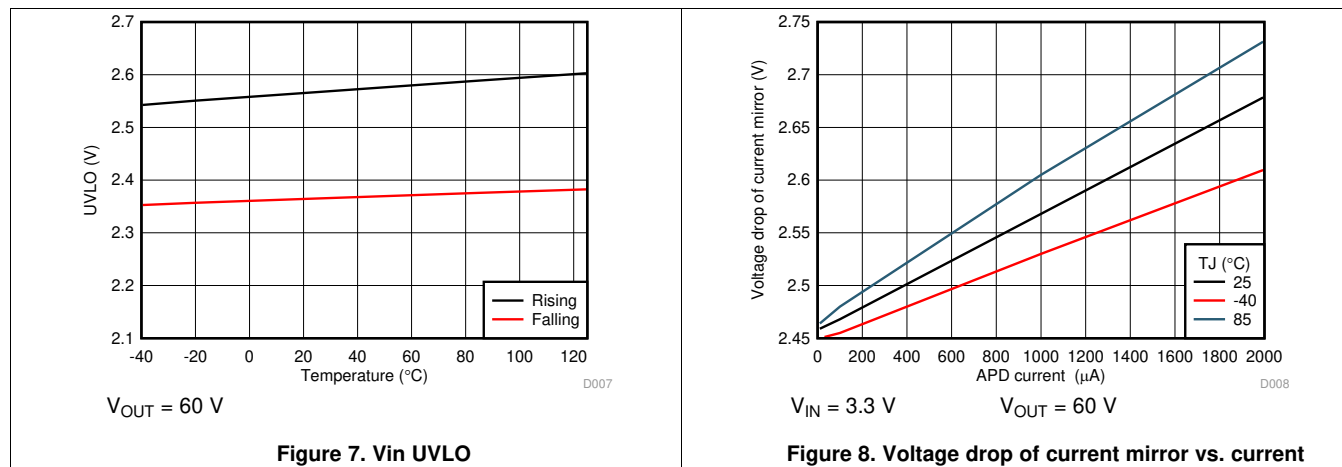 2.7
2.6
2.5
2.4
2.3
2.2
2.1
UVLO (V)
Rising
Falling
-40 -20 0 20 40 60 80 100 120
Temperature (°C)
D007
V_OUT = 60 V
Figure 7. Vin UVLO
2.75
2.7
2.65
2.6
2.55
2.5
2.45
Voltage drop of current mirror (V)
TJ (°C)
25
-40
85
0 200 400 600 800 1000 1200 1400 1600 1800 2000
APD current (µA)
D008
V_IN = 3.3 V V_OUT = 60 V
Figure 8. Voltage drop of current mirror vs. current